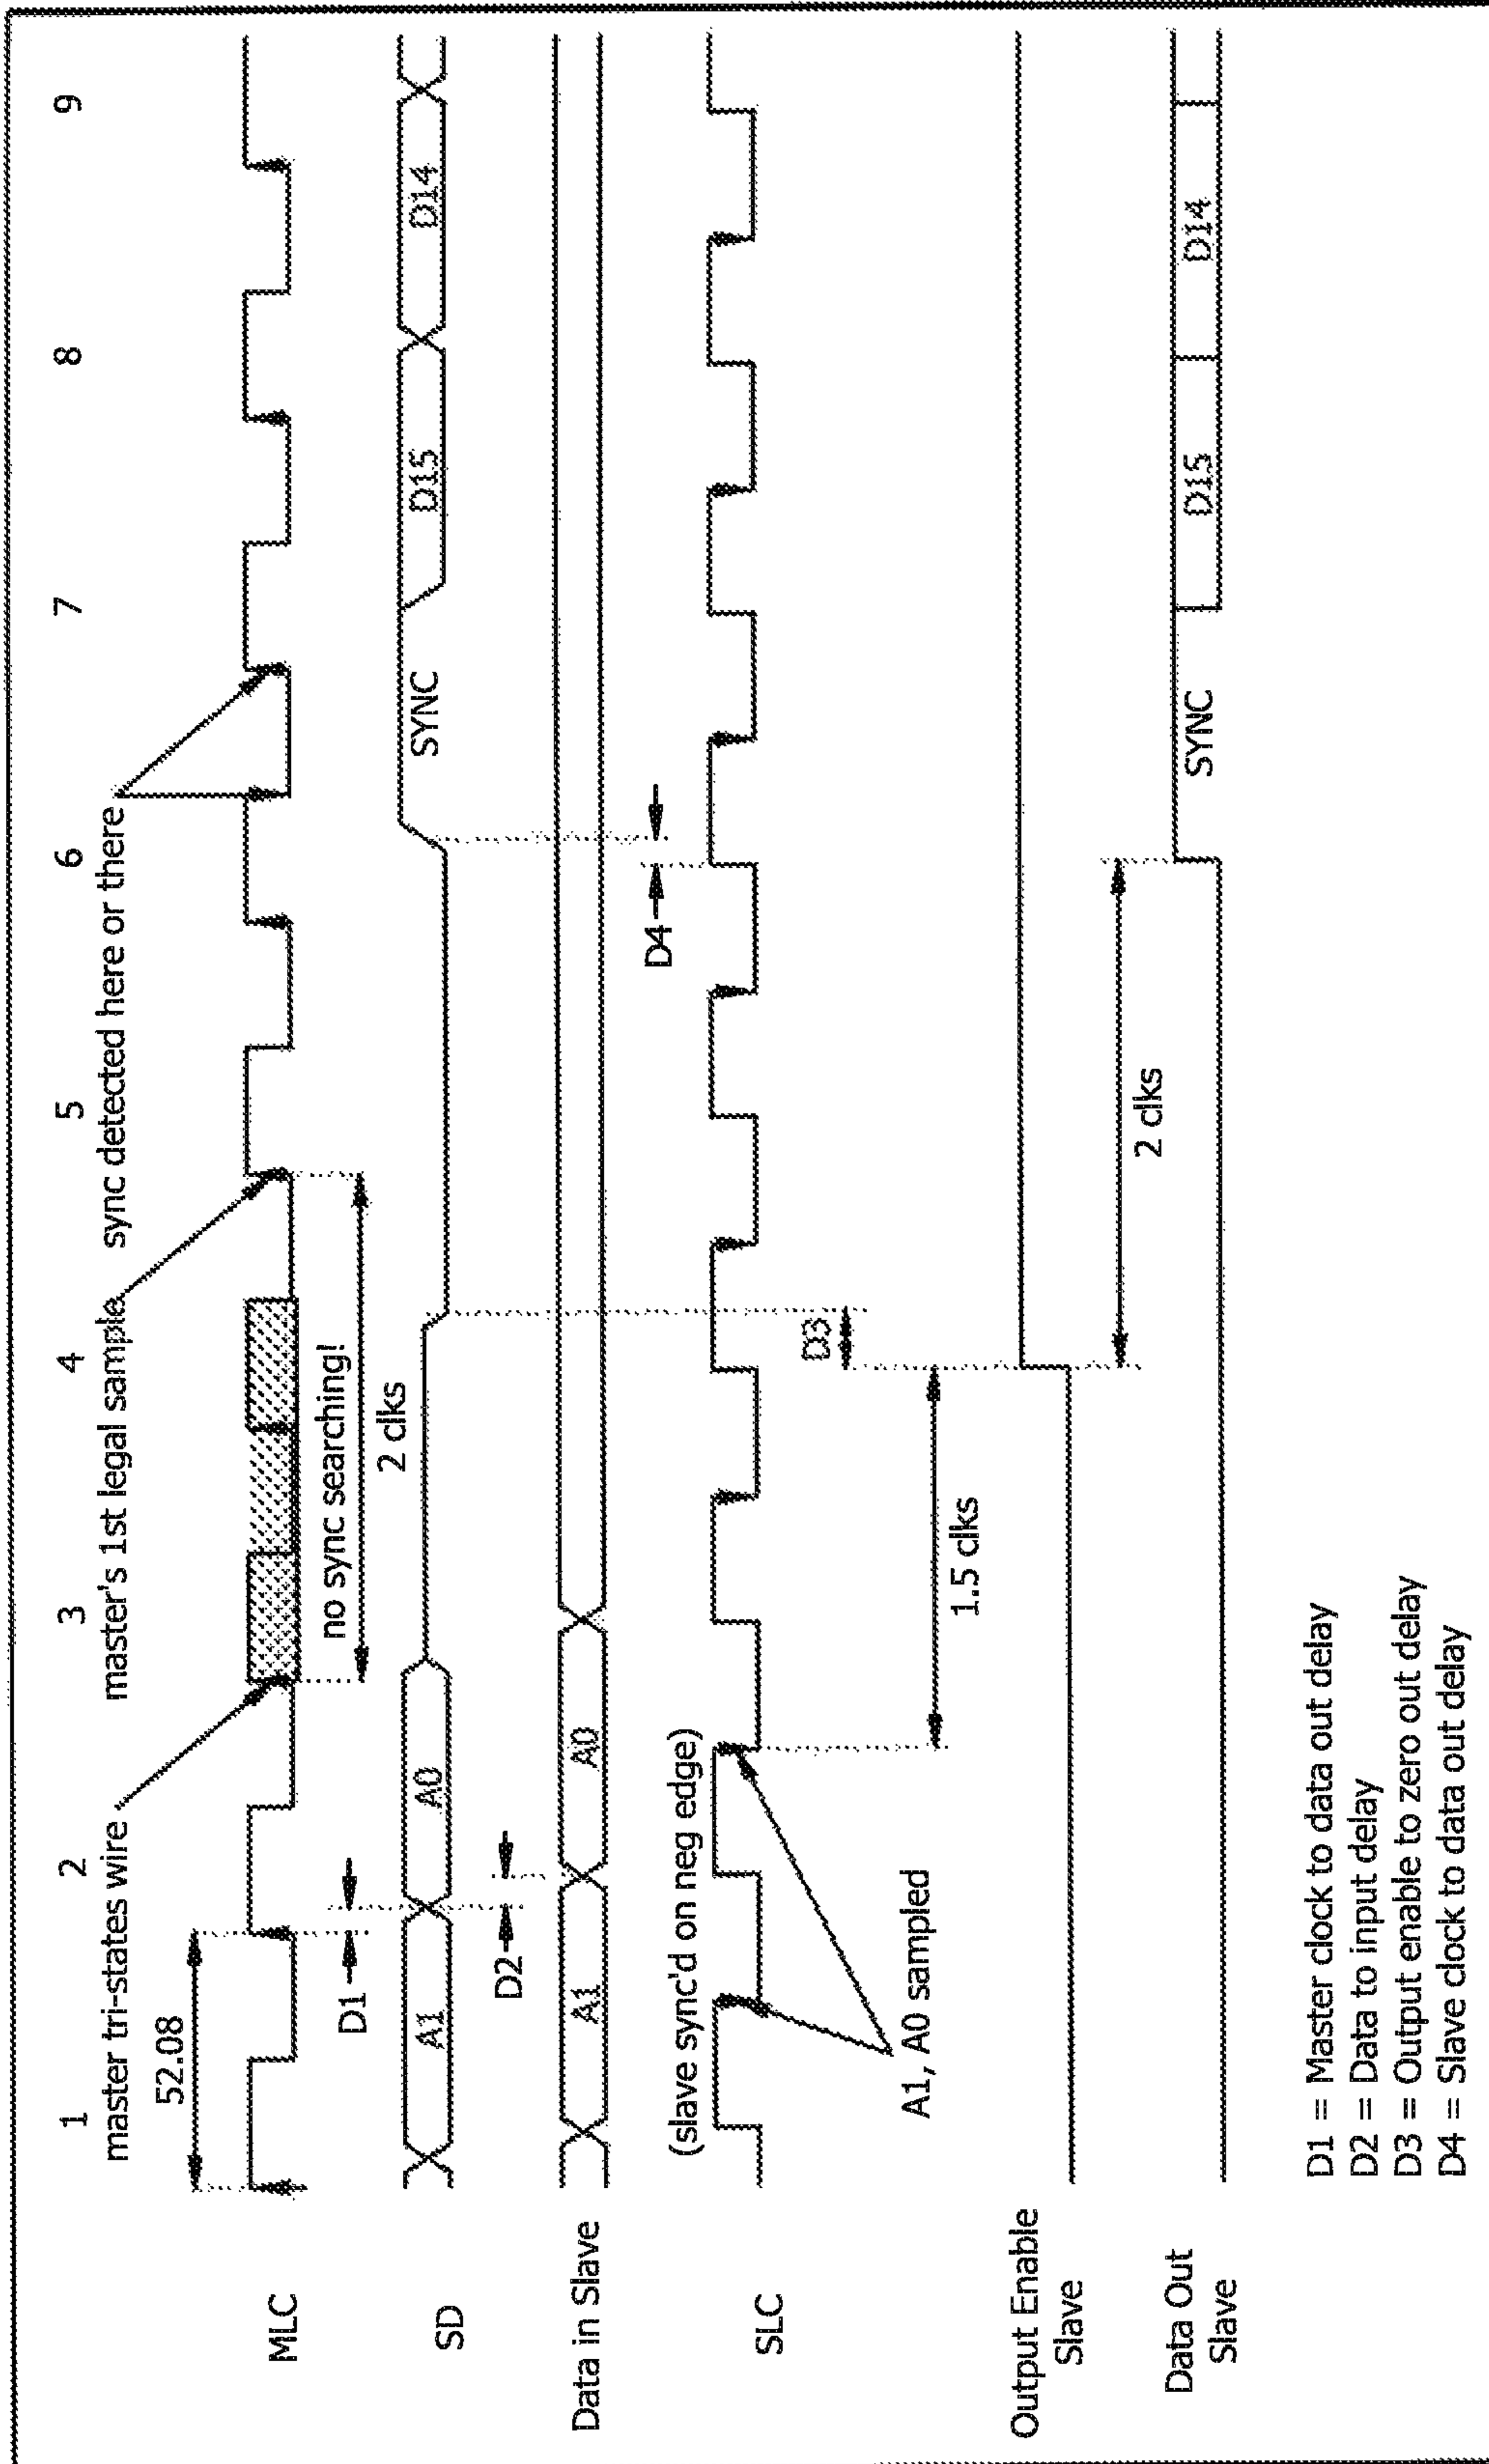 1 2 3 4 5 6 7 8 9
master tri-states wire
master's 1st legal sample
sync detected here or there
52.08
MLC
no sync searching!
2 clks
D1
SD
A1
A0
SYNC
D15
D14
D2
Data in Slave
A1
A0
D4
(slave sync'd on neg edge)
SLC
D3
A1, A0 sampled
1.5 clks
Output Enable
Slave
2 clks
Data Out
Slave
SYNC
D15
D14
D1 = Master clock to data out delay
D2 = Data to input delay
D3 = Output enable to zero out delay
D4 = Slave clock to data out delay